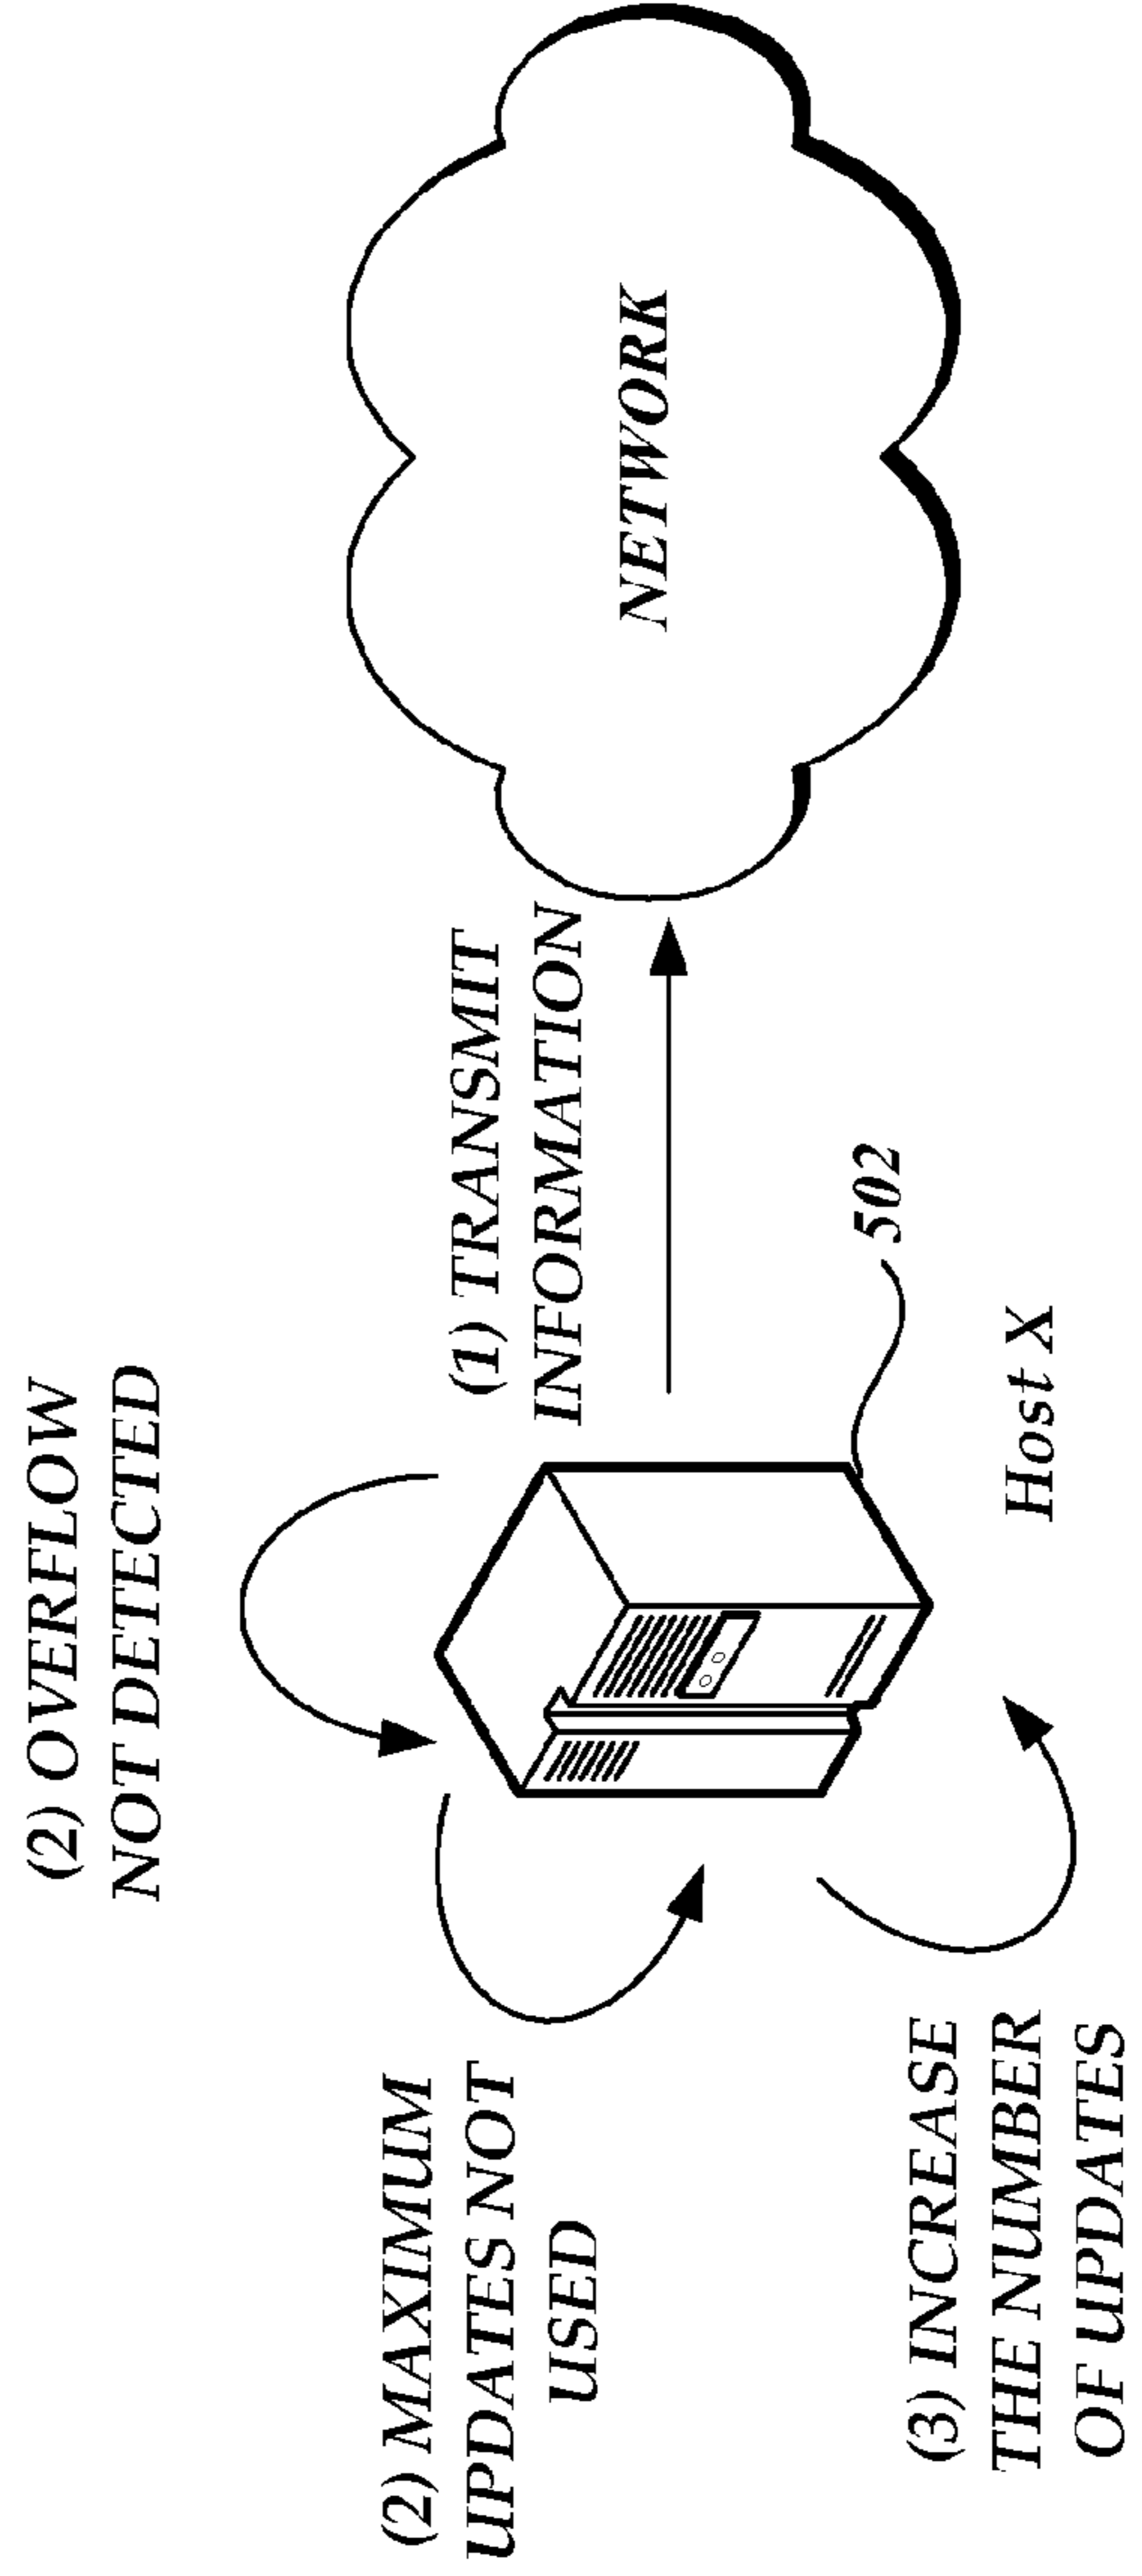 (2) OVERFLOW
NOT DETECTED
(2) MAXIMUM
UPDATES NOT
USED
(1) TRANSMIT
INFORMATION
NETWORK
502
Host X
(3) INCREASE
THE NUMBER
OF UPDATES